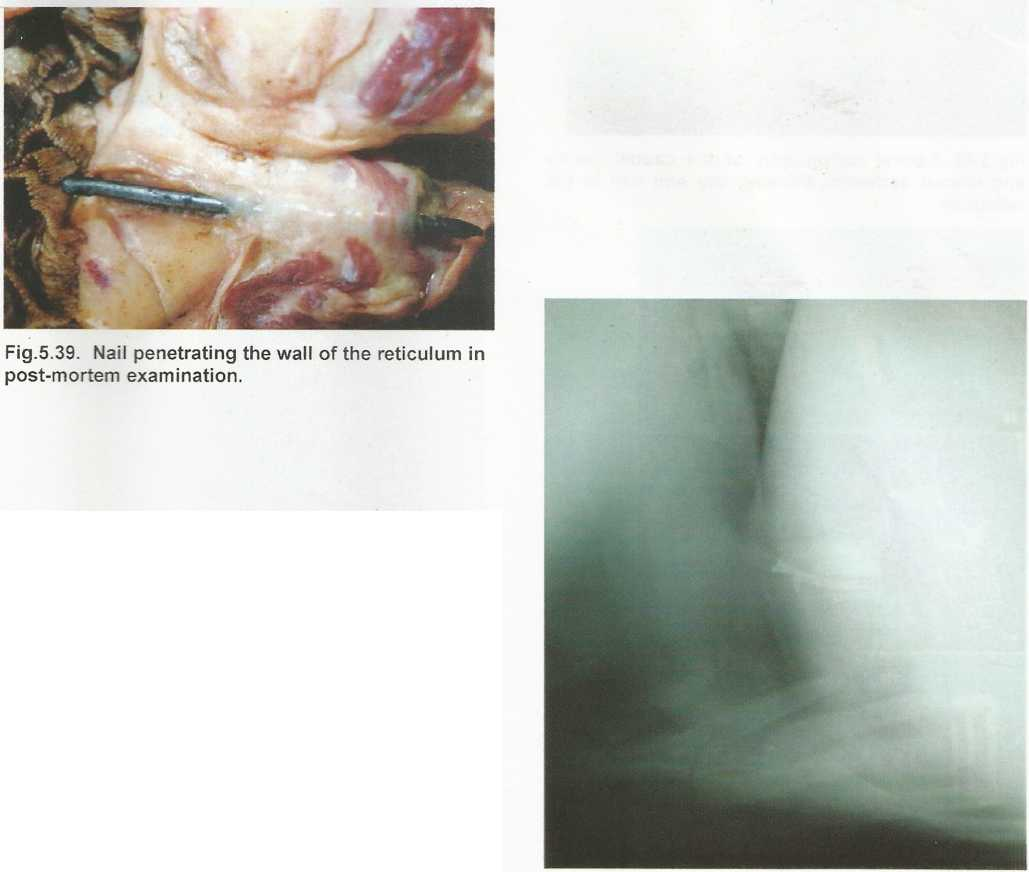 Fig.5.39. Nail penetrating the wall of the reticulum in
post-mortem examination.